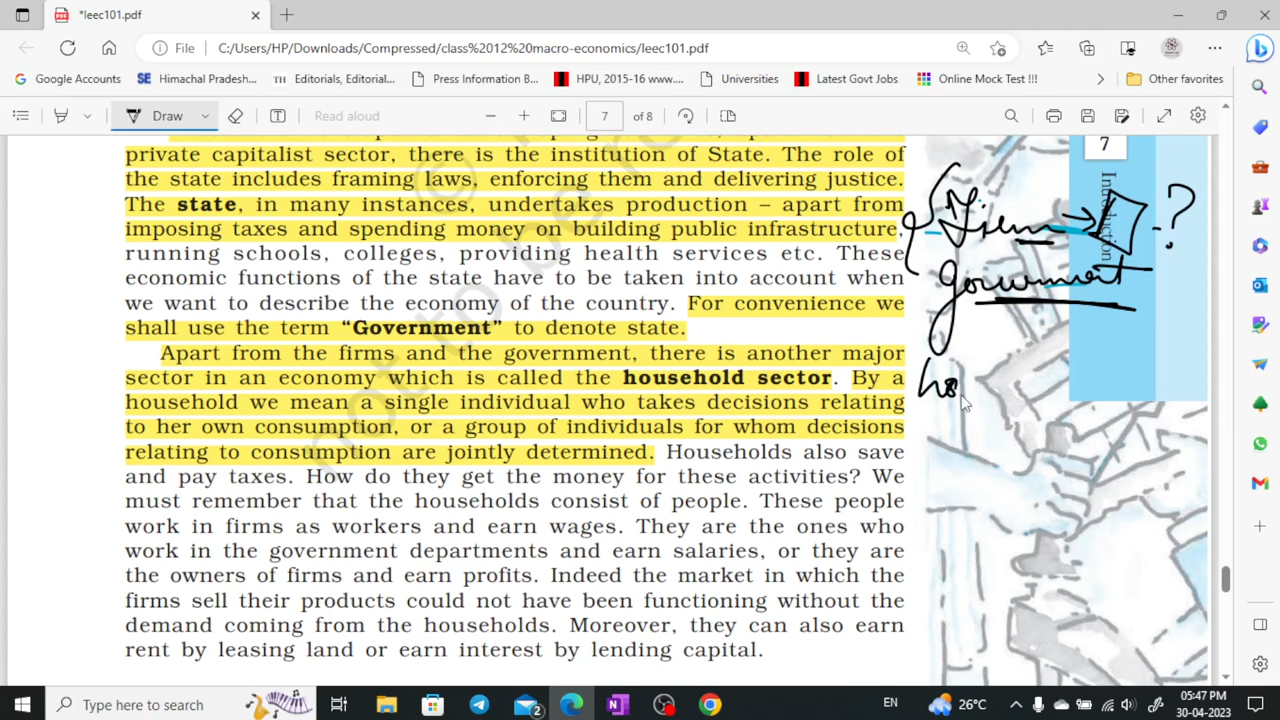 *leec101.pdf
File C:/Users/HP/Downloads/Compressed/class%2012%20macro-economics/leec101.pdf
Google Accounts SE Himachal Pradesh... TH Editorials, Editorial... Press Information B... HPU, 2015-16 www.... Universities Latest Govt Jobs Online Mock Test !!! Other favorites
Draw Read aloud 7 of 8
private capitalist sector, there is the institution of State. The role of
the state includes framing laws, enforcing them and delivering justice.
The state, in many instances, undertakes production – apart from
imposing taxes and spending money on building public infrastructure,
running schools, colleges, providing health services etc. These
economic functions of the state have to be taken into account when
we want to describe the economy of the country. For convenience we
shall use the term “Government” to denote state.
Apart from the firms and the government, there is another major
sector in an economy which is called the household sector. By a
household we mean a single individual who takes decisions relating
to her own consumption, or a group of individuals for whom decisions
relating to consumption are jointly determined. Households also save
and pay taxes. How do they get the money for these activities? We
must remember that the households consist of people. These people
work in firms as workers and earn wages. They are the ones who
work in the government departments and earn salaries, or they are
the owners of firms and earn profits. Indeed the market in which the
firms sell their products could not have been functioning without the
demand coming from the households. Moreover, they can also earn
rent by leasing land or earn interest by lending capital.
7
Introduction
?
Government
ho
not to be re
Type here to search
2
26°C EN 05:47 PM
30-04-2023